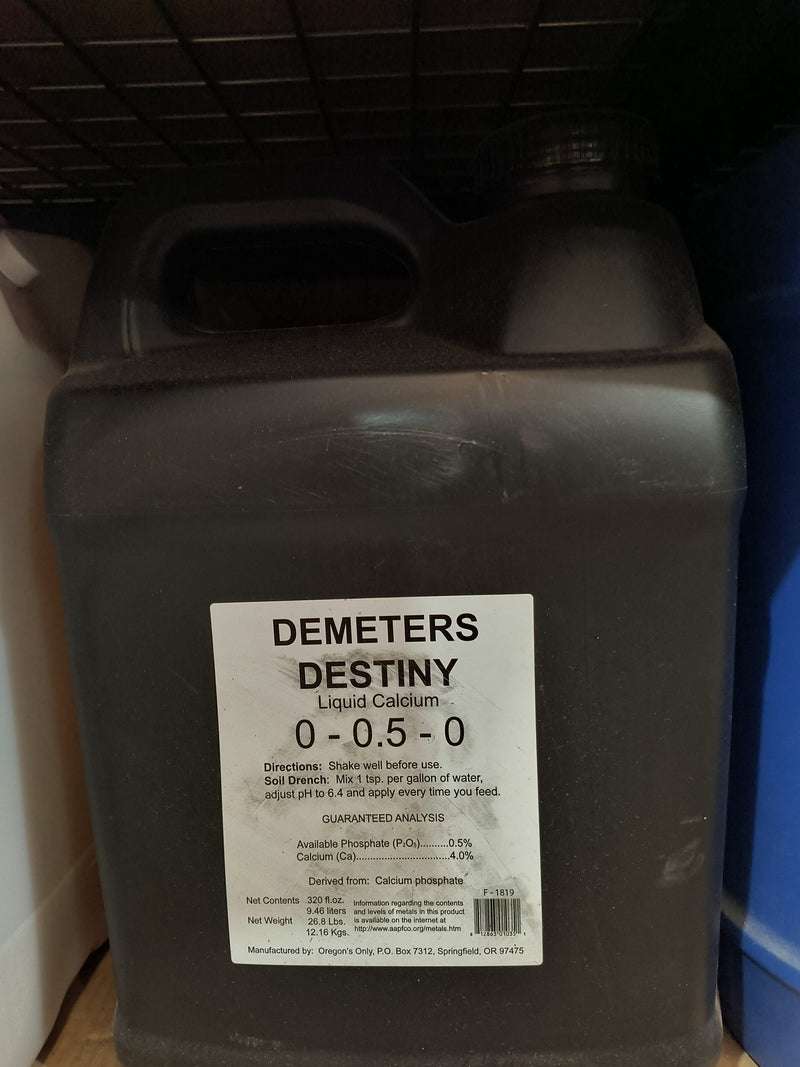 DEMETERS
DESTINY
Liquid Calcium
0 - 0.5 - 0
Directions: Shake well before use.
Soil Drench: Mix 1 tsp. per gallon of water,
adjust pH to 6.4 and apply every time you feed.
GUARANTEED ANALYSIS
Available Phosphate (P₂O₅)..........0.5%
Calcium (Ca)..................................4.0%
Derived from: Calcium phosphate
F - 1819
Net Contents 320 fl.oz.
9.46 liters
Net Weight 26.8 Lbs.
12.16 Kgs.
Information regarding the contents
and levels of metals in this product
is available on the internet at
http://www.aapfco.org/metals.htm
Manufactured by: Oregon's Only, P.O. Box 7312, Springfield, OR 97475